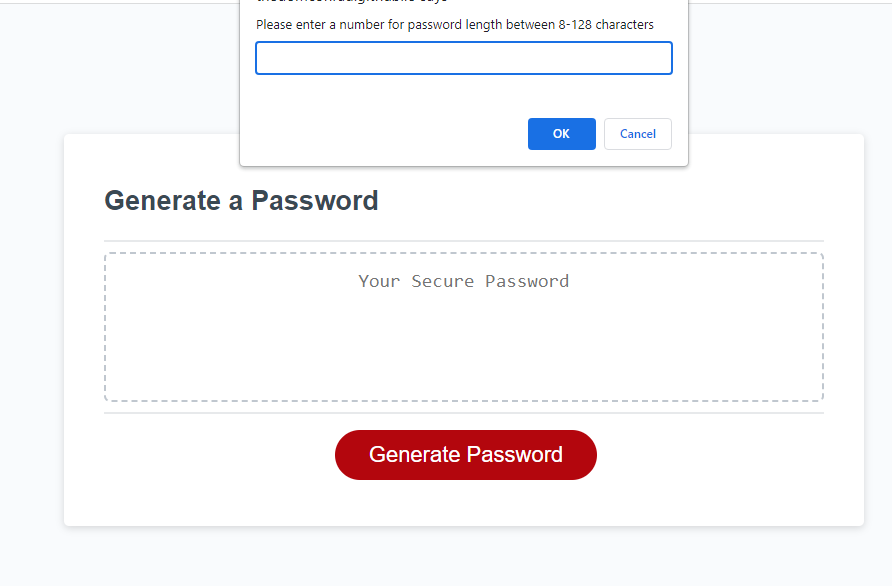 says
Please enter a number for password length between 8-128 characters
OK
Cancel
Generate a Password
Your Secure Password
Generate Password